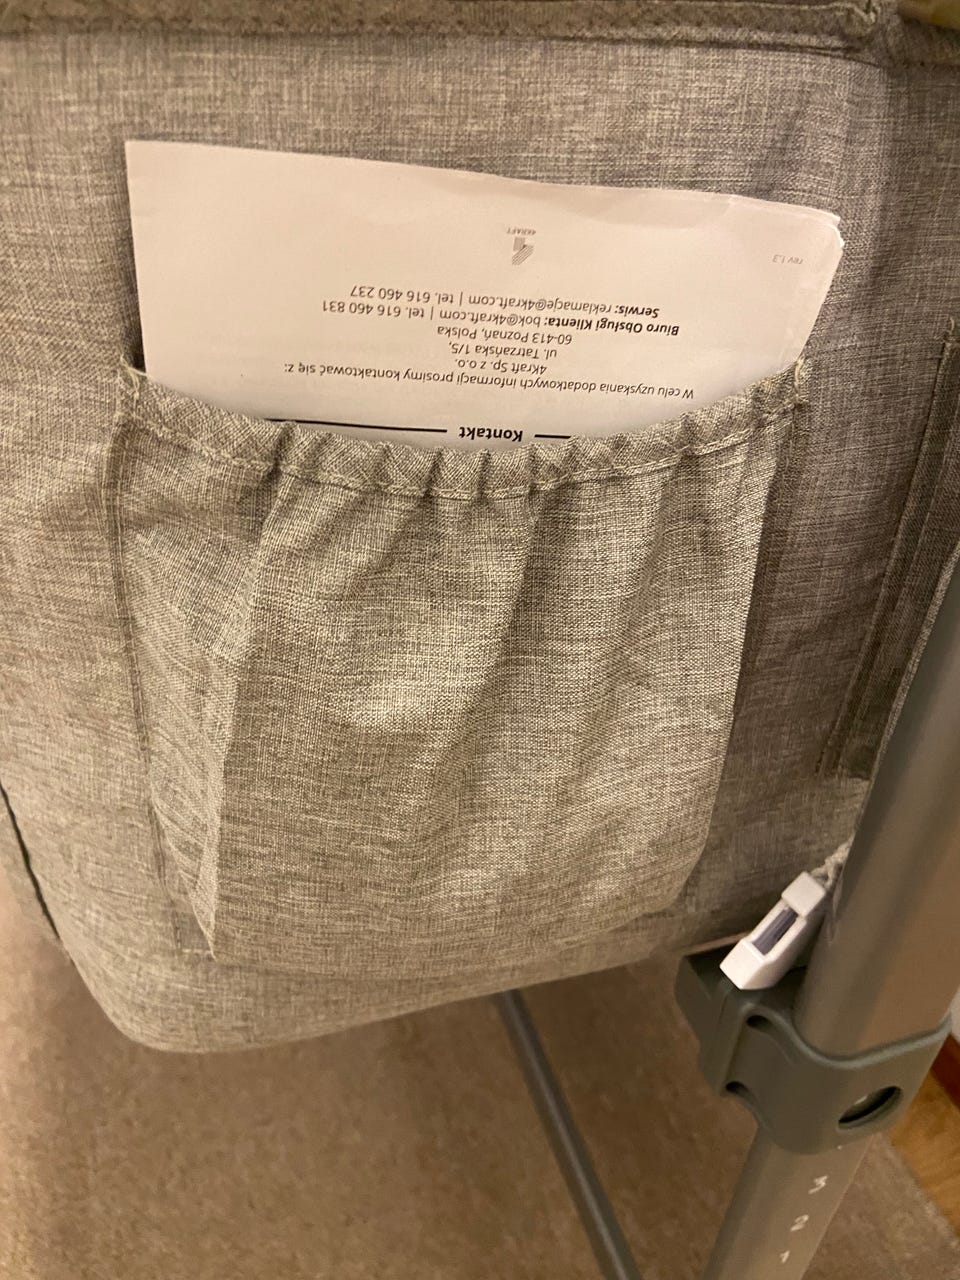 Kontakt
W celu uzyskania dodatkowych informacji prosimy kontaktować się z:
4Kraft Sp. z o.o.
ul. Tatrzańska 1/5,
60-413 Poznań, Polska
Biuro Obsługi Klienta: bok@4kraft.com | tel. 616 460 831
Serwis: reklamacje@4kraft.com | tel. 616 460 237
4KRAFT
rev 1.3
3
2
1